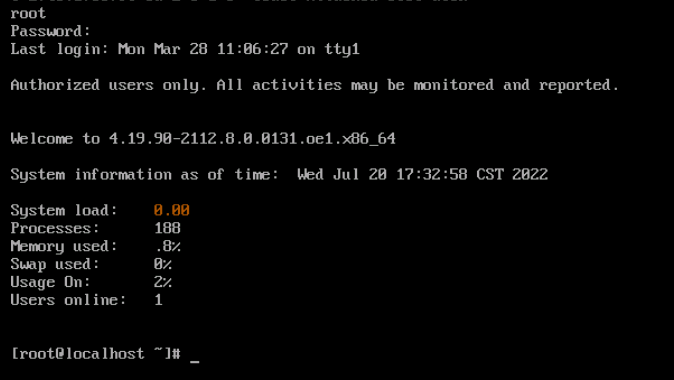 root
Password:
Last login: Mon Mar 28 11:06:27 on tty1
Authorized users only. All activities may be monitored and reported.
Welcome to 4.19.90-2112.8.0.0131.oe1.x86_64
System information as of time:  Wed Jul 20 17:32:58 CST 2022
System load:    0.00
Processes:      188
Memory used:    .8%
Swap used:      0%
Usage On:       2%
Users online:   1
[root@localhost ~]# _